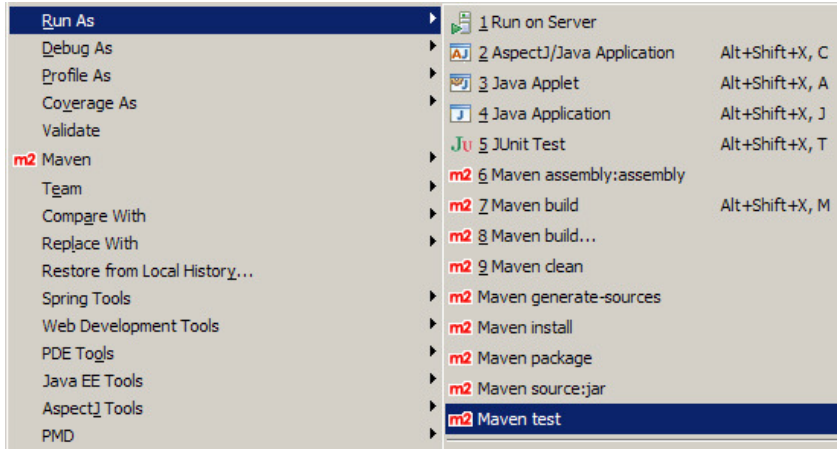 Run As
Debug As
Profile As
Coverage As
Validate
m2 Maven
Team
Compare With
Replace With
Restore from Local History...
Spring Tools
Web Development Tools
PDE Tools
Java EE Tools
AspectJ Tools
PMD
1 Run on Server
AJ 2 AspectJ/Java Application Alt+Shift+X, C
3 Java Applet Alt+Shift+X, A
J 4 Java Application Alt+Shift+X, J
Ju 5 JUnit Test Alt+Shift+X, T
m2 6 Maven assembly:assembly
m2 7 Maven build Alt+Shift+X, M
m2 8 Maven build...
m2 9 Maven clean
m2 Maven generate-sources
m2 Maven install
m2 Maven package
m2 Maven source:jar
m2 Maven test